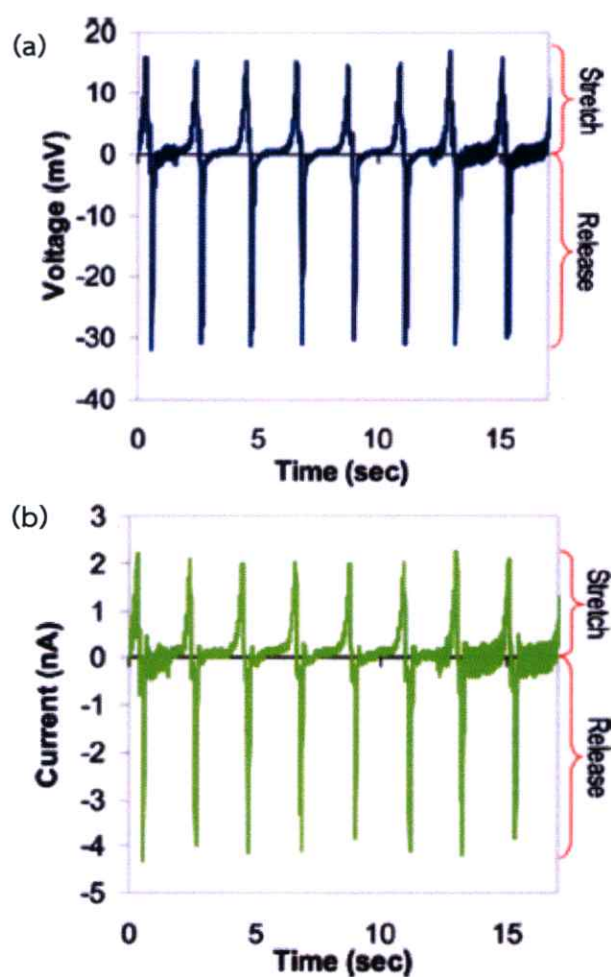 (a)
Voltage (mV)
20
10
0
-10
-20
-30
-40
0 5 10 15
Time (sec)
Stretch
Release
(b)
Current (nA)
3
2
1
0
-1
-2
-3
-4
-5
0 5 10 15
Time (sec)
Stretch
Release